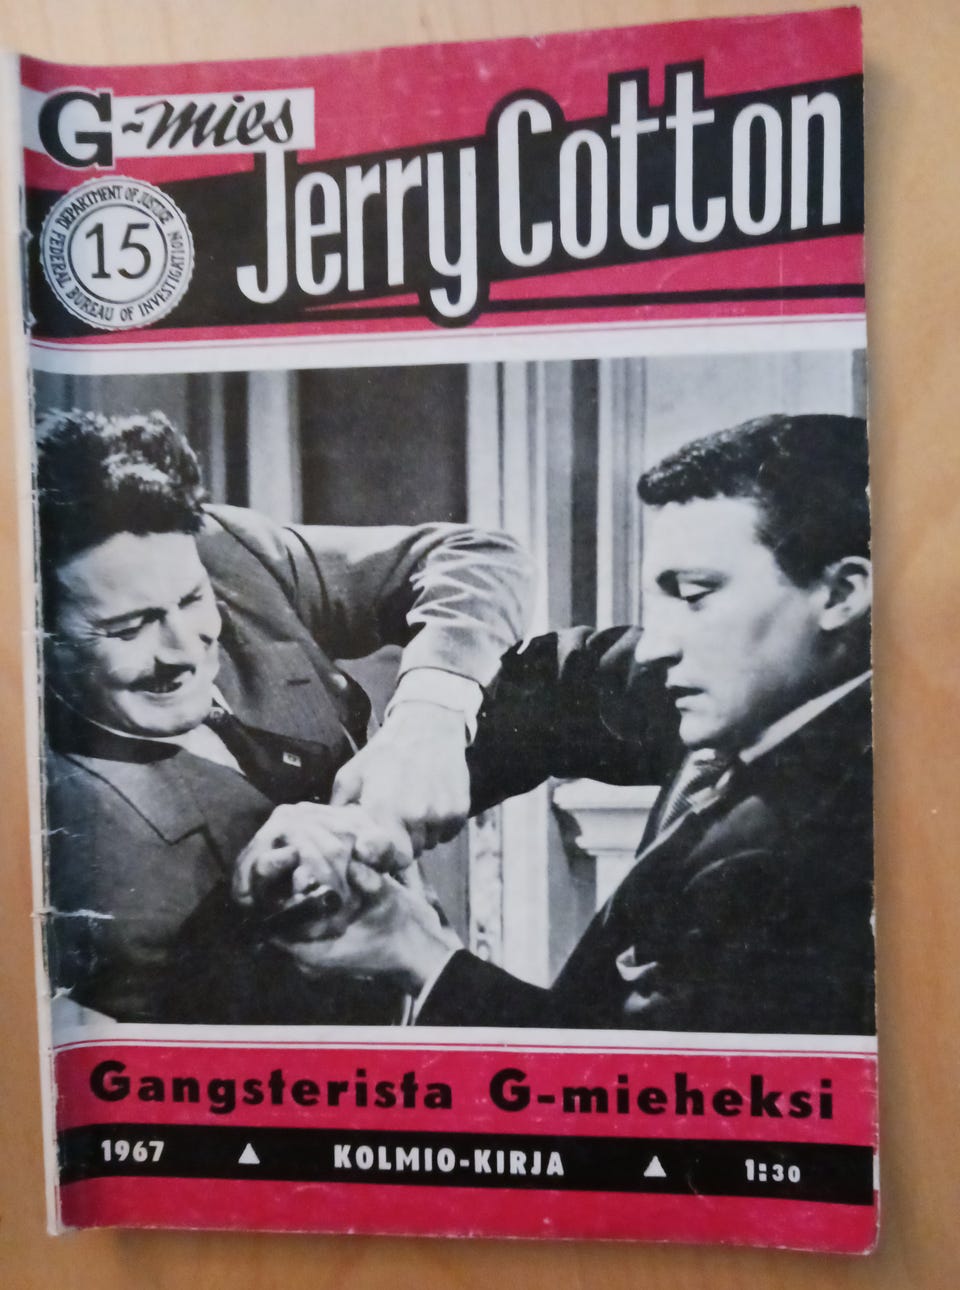 G-mies
Jerry Cotton
DEPARTMENT OF JUSTICE
15
FEDERAL BUREAU OF INVESTIGATION
Gangsterista G-mieheksi
1967 ▲ KOLMIO-KIRJA ▲ 1:30